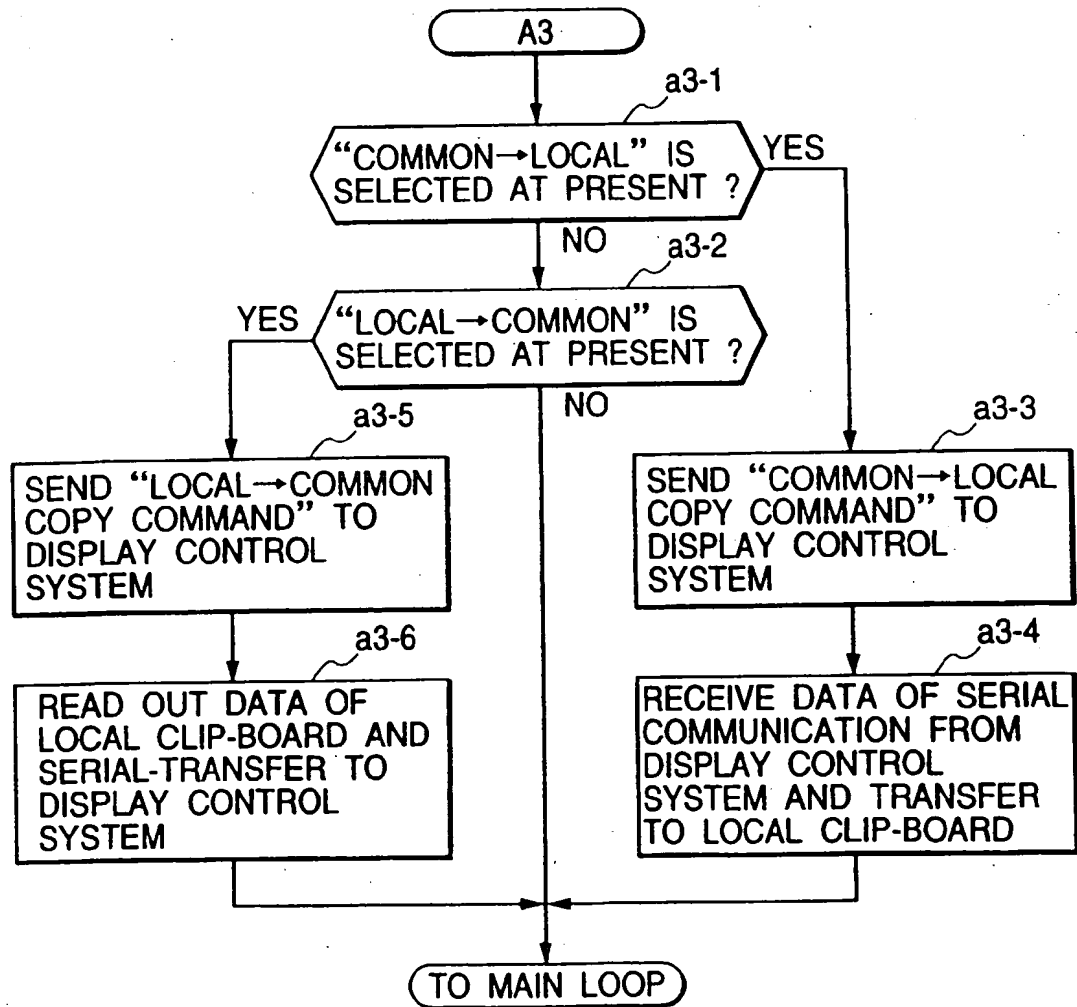 A3
a3-1
"COMMON→LOCAL" IS
SELECTED AT PRESENT ?
YES
NO
a3-2
YES
"LOCAL→COMMON" IS
SELECTED AT PRESENT ?
NO
a3-5
SEND "LOCAL→COMMON
COPY COMMAND" TO
DISPLAY CONTROL
SYSTEM
a3-3
SEND "COMMON→LOCAL
COPY COMMAND" TO
DISPLAY CONTROL
SYSTEM
a3-6
READ OUT DATA OF
LOCAL CLIP-BOARD AND
SERIAL-TRANSFER TO
DISPLAY CONTROL
SYSTEM
a3-4
RECEIVE DATA OF SERIAL
COMMUNICATION FROM
DISPLAY CONTROL
SYSTEM AND TRANSFER
TO LOCAL CLIP-BOARD
TO MAIN LOOP